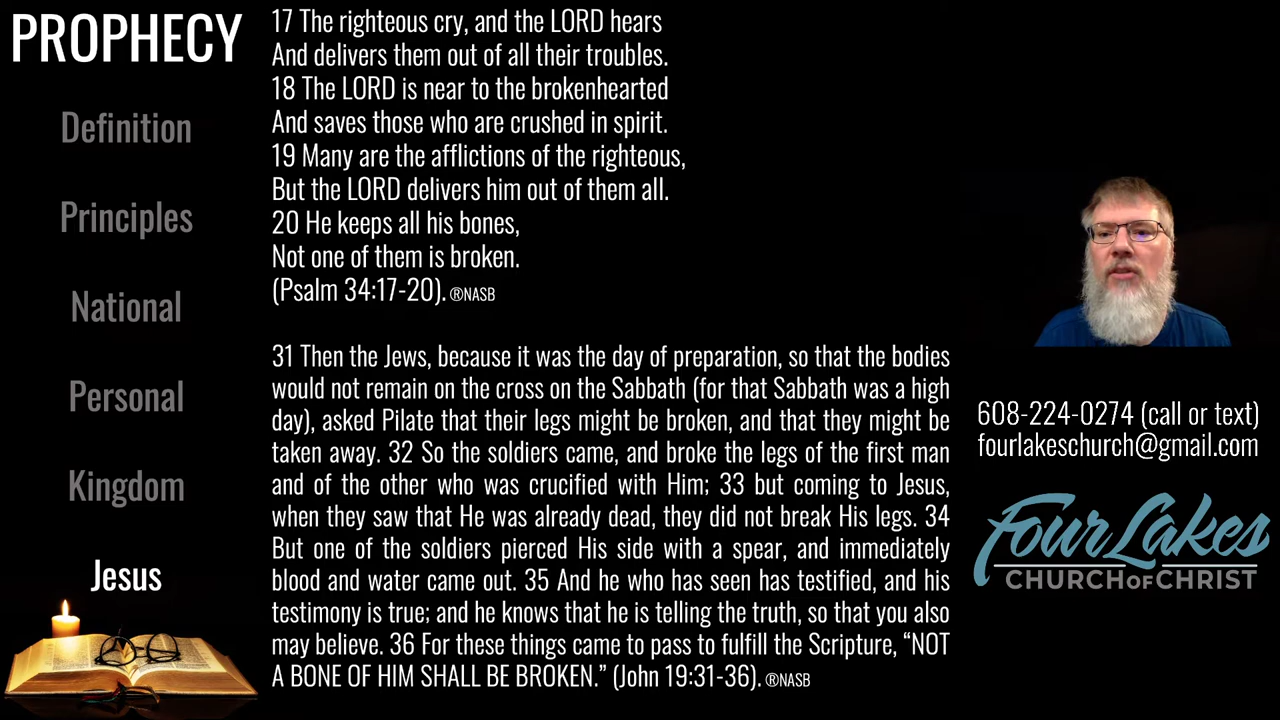 PROPHECY
Definition
Principles
National
Personal
Kingdom
Jesus
17 The righteous cry, and the LORD hears
And delivers them out of all their troubles.
18 The LORD is near to the brokenhearted
And saves those who are crushed in spirit.
19 Many are the afflictions of the righteous,
But the LORD delivers him out of them all.
20 He keeps all his bones,
Not one of them is broken.
(Psalm 34:17-20). ®NASB
31 Then the Jews, because it was the day of preparation, so that the bodies
would not remain on the cross on the Sabbath (for that Sabbath was a high
day), asked Pilate that their legs might be broken, and that they might be
taken away. 32 So the soldiers came, and broke the legs of the first man
and of the other who was crucified with Him; 33 but coming to Jesus,
when they saw that He was already dead, they did not break His legs. 34
But one of the soldiers pierced His side with a spear, and immediately
blood and water came out. 35 And he who has seen has testified, and his
testimony is true; and he knows that he is telling the truth, so that you also
may believe. 36 For these things came to pass to fulfill the Scripture, “NOT
A BONE OF HIM SHALL BE BROKEN.” (John 19:31-36). ®NASB
608-224-0274 (call or text)
fourlakeschurch@gmail.com
Four Lakes
CHURCH OF CHRIST